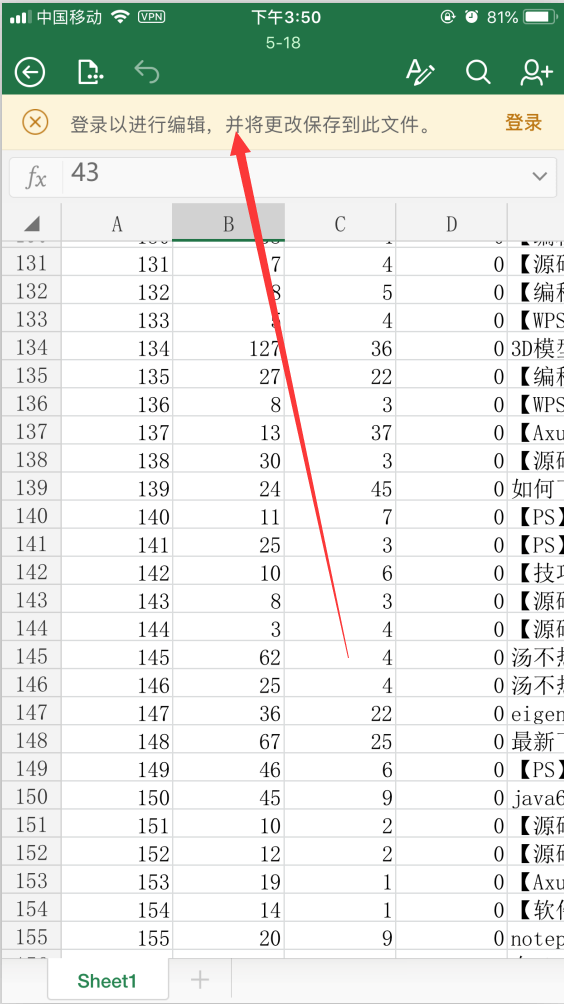 中国移动 VPN 下午3:50 81%
5-18
登录以进行编辑，并将更改保存到此文件。 登录
fx 43
A B C D
131 131 7 4 0 【源码
132 132 8 5 0 【编程
133 133 5 4 0 【WPS
134 134 127 36 0 3D模型
135 135 27 22 0 【编程
136 136 8 3 0 【WPS
137 137 13 37 0 【Axu
138 138 30 3 0 【源码
139 139 24 45 0 如何
140 140 11 7 0 【PS】
141 141 25 3 0 【PS】
142 142 10 6 0 【技巧
143 143 8 3 0 【源码
144 144 3 4 0 【源码
145 145 62 4 0 汤不热
146 146 25 4 0 汤不热
147 147 36 22 0 eigen
148 148 67 25 0 最新
149 149 46 6 0 【PS】
150 150 45 9 0 java6
151 151 10 2 0 【源码
152 152 12 2 0 【源码
153 153 19 1 0 【Axu
154 154 14 1 0 【软件
155 155 20 9 0 notep
Sheet1